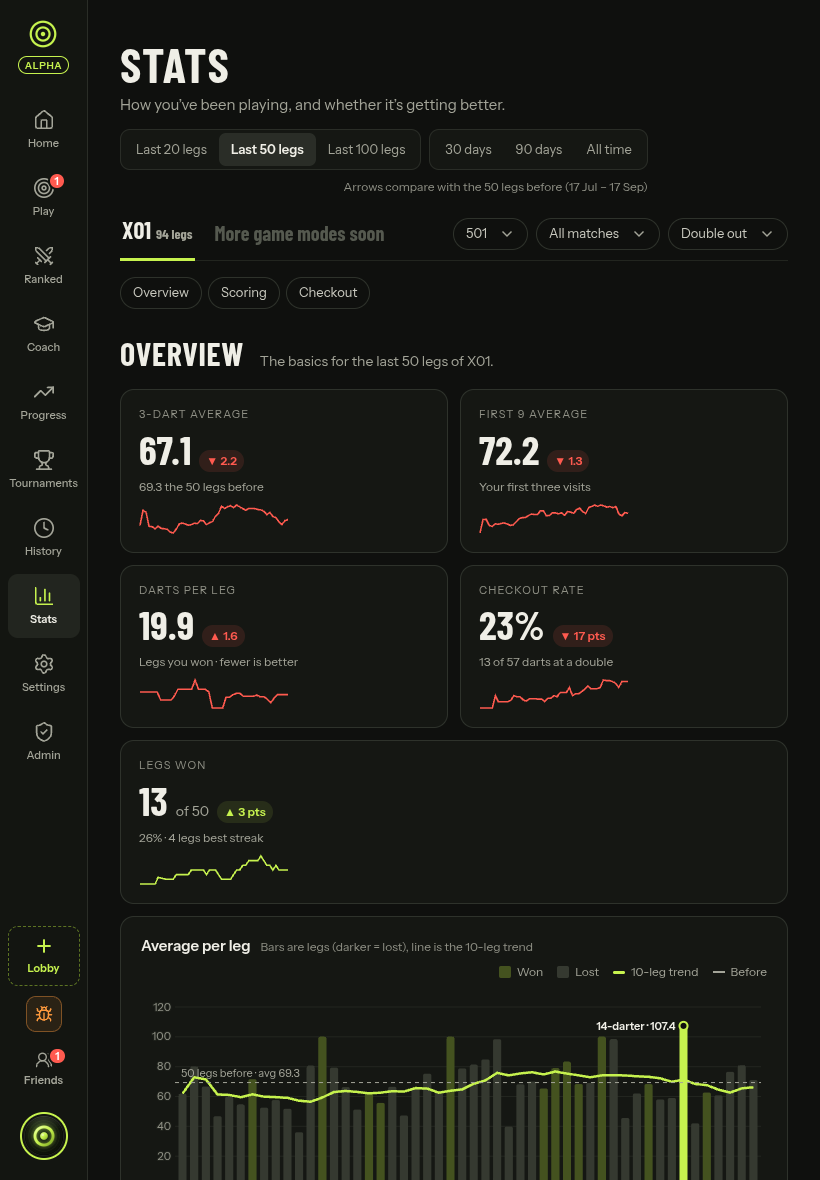 ALPHA
Home
1
Play
Ranked
Coach
Progress
Tournaments
History
Stats
Settings
Admin
Lobby
1
Friends
STATS
How you've been playing, and whether it's getting better.
Last 20 legs Last 50 legs Last 100 legs 30 days 90 days All time
Arrows compare with the 50 legs before (17 Jul – 17 Sep)
X01 94 legs More game modes soon 501 All matches Double out
Overview Scoring Checkout
OVERVIEW The basics for the last 50 legs of X01.
3-DART AVERAGE
67.1 ▼ 2.2
69.3 the 50 legs before
FIRST 9 AVERAGE
72.2 ▼ 1.3
Your first three visits
DARTS PER LEG
19.9 ▲ 1.6
Legs you won · fewer is better
CHECKOUT RATE
23% ▼ 17 pts
13 of 57 darts at a double
LEGS WON
13 of 50 ▲ 3 pts
26% · 4 legs best streak
Average per leg Bars are legs (darker = lost), line is the 10-leg trend
Won Lost 10-leg trend Before
120
14-darter · 107.4
100
80
50 legs before · avg 69.3
60
40
20